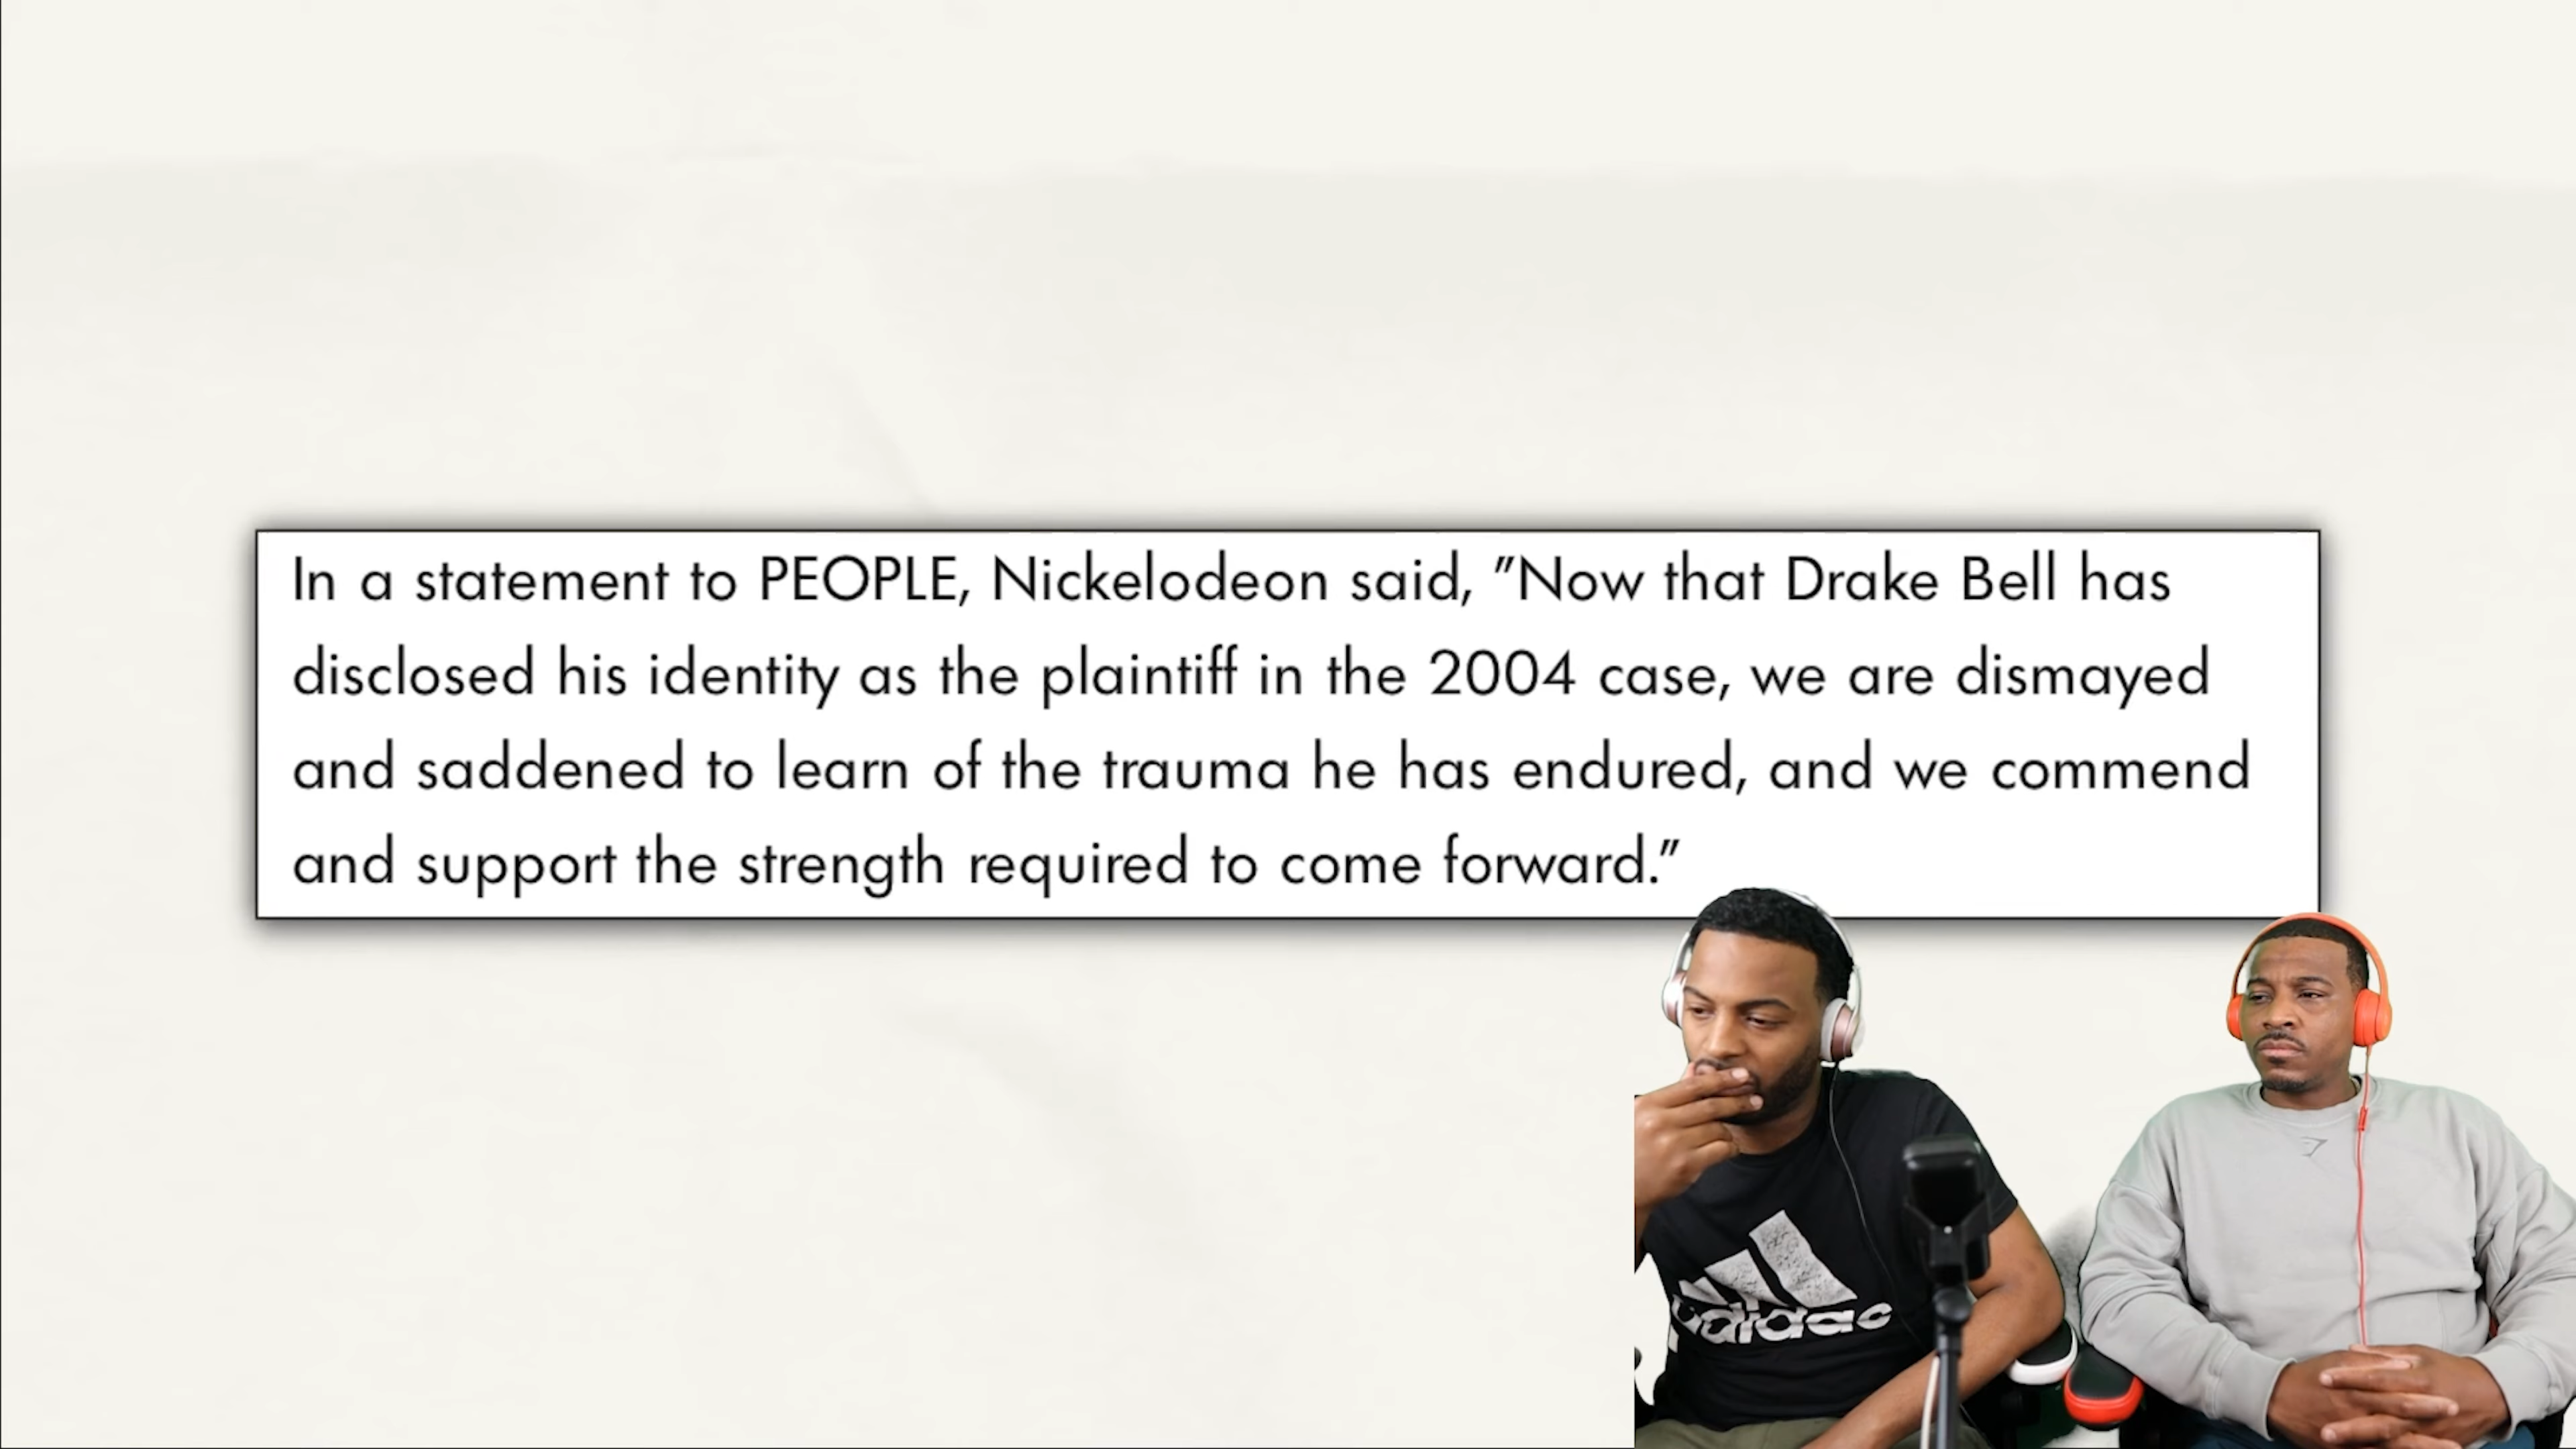 In a statement to PEOPLE, Nickelodeon said, "Now that Drake Bell has
disclosed his identity as the plaintiff in the 2004 case, we are dismayed
and saddened to learn of the trauma he has endured, and we commend
and support the strength required to come forward."
adidas